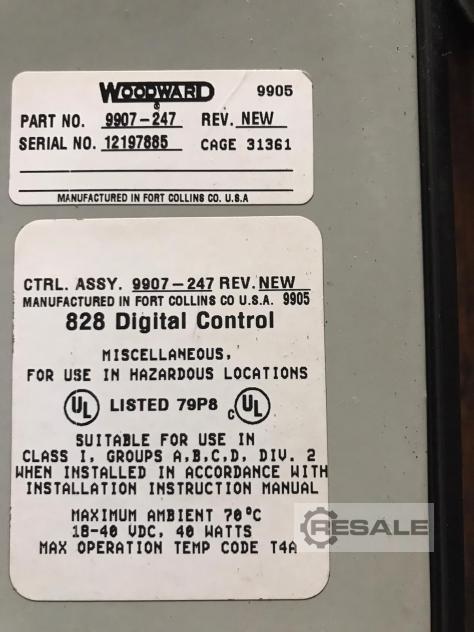 WOODWARD 9905
®
PART NO. 9907-247 REV. NEW
SERIAL NO. 12197885 CAGE 31361
MANUFACTURED IN FORT COLLINS CO. U.S.A
CTRL. ASSY. 9907-247 REV. NEW
MANUFACTURED IN FORT COLLINS CO U.S.A. 9905
828 Digital Control
MISCELLANEOUS,
FOR USE IN HAZARDOUS LOCATIONS
UL LISTED 79P8 C UL
SUITABLE FOR USE IN
CLASS I, GROUPS A,B,C,D, DIV. 2
WHEN INSTALLED IN ACCORDANCE WITH
INSTALLATION INSTRUCTION MANUAL
MAXIMUM AMBIENT 70°C
18-40 VDC, 40 WATTS
MAX OPERATION TEMP CODE T4A
RESALE